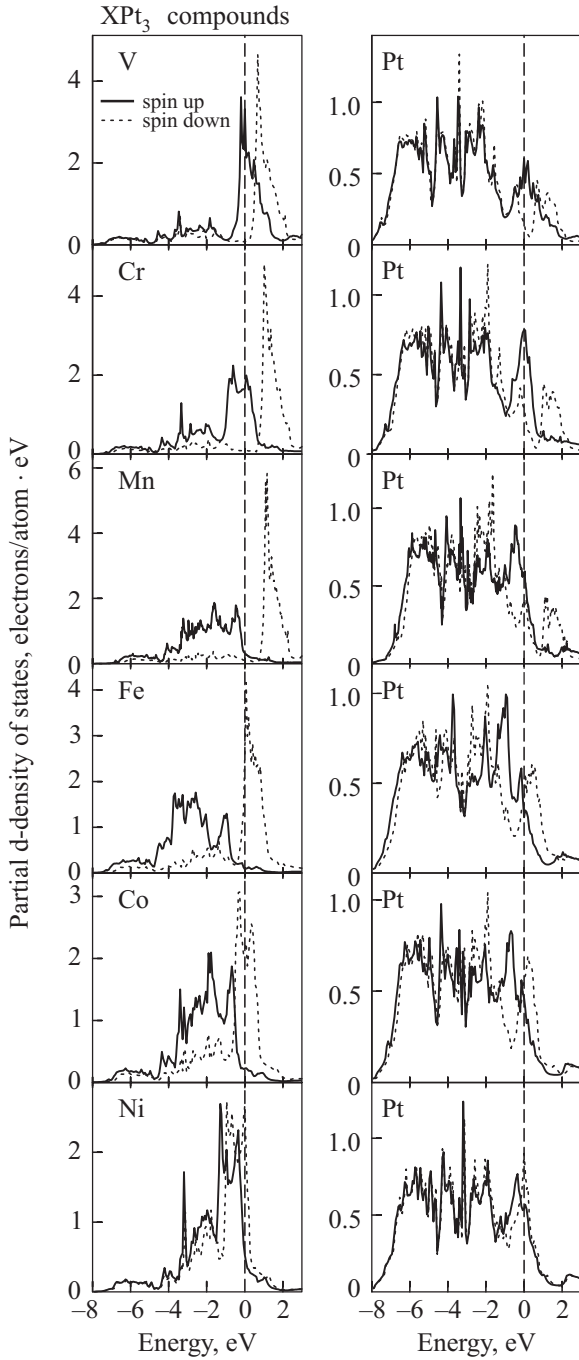 XPt₃ compounds
V
spin up
spin down
4
2
0
Pt
1.0
0.5
0
Cr
4
2
0
Pt
1.0
0.5
0
Mn
6
4
2
0
Pt
1.0
0.5
0
Fe
4
3
2
1
0
Pt
1.0
0.5
0
Co
3
2
1
0
Pt
1.0
0.5
0
Ni
2
1
0
Pt
1.0
0.5
0
−8 −6 −4 −2 0 2
−8 −6 −4 −2 0 2
Energy, eV
Energy, eV
Partial d-density of states, electrons/atom · eV